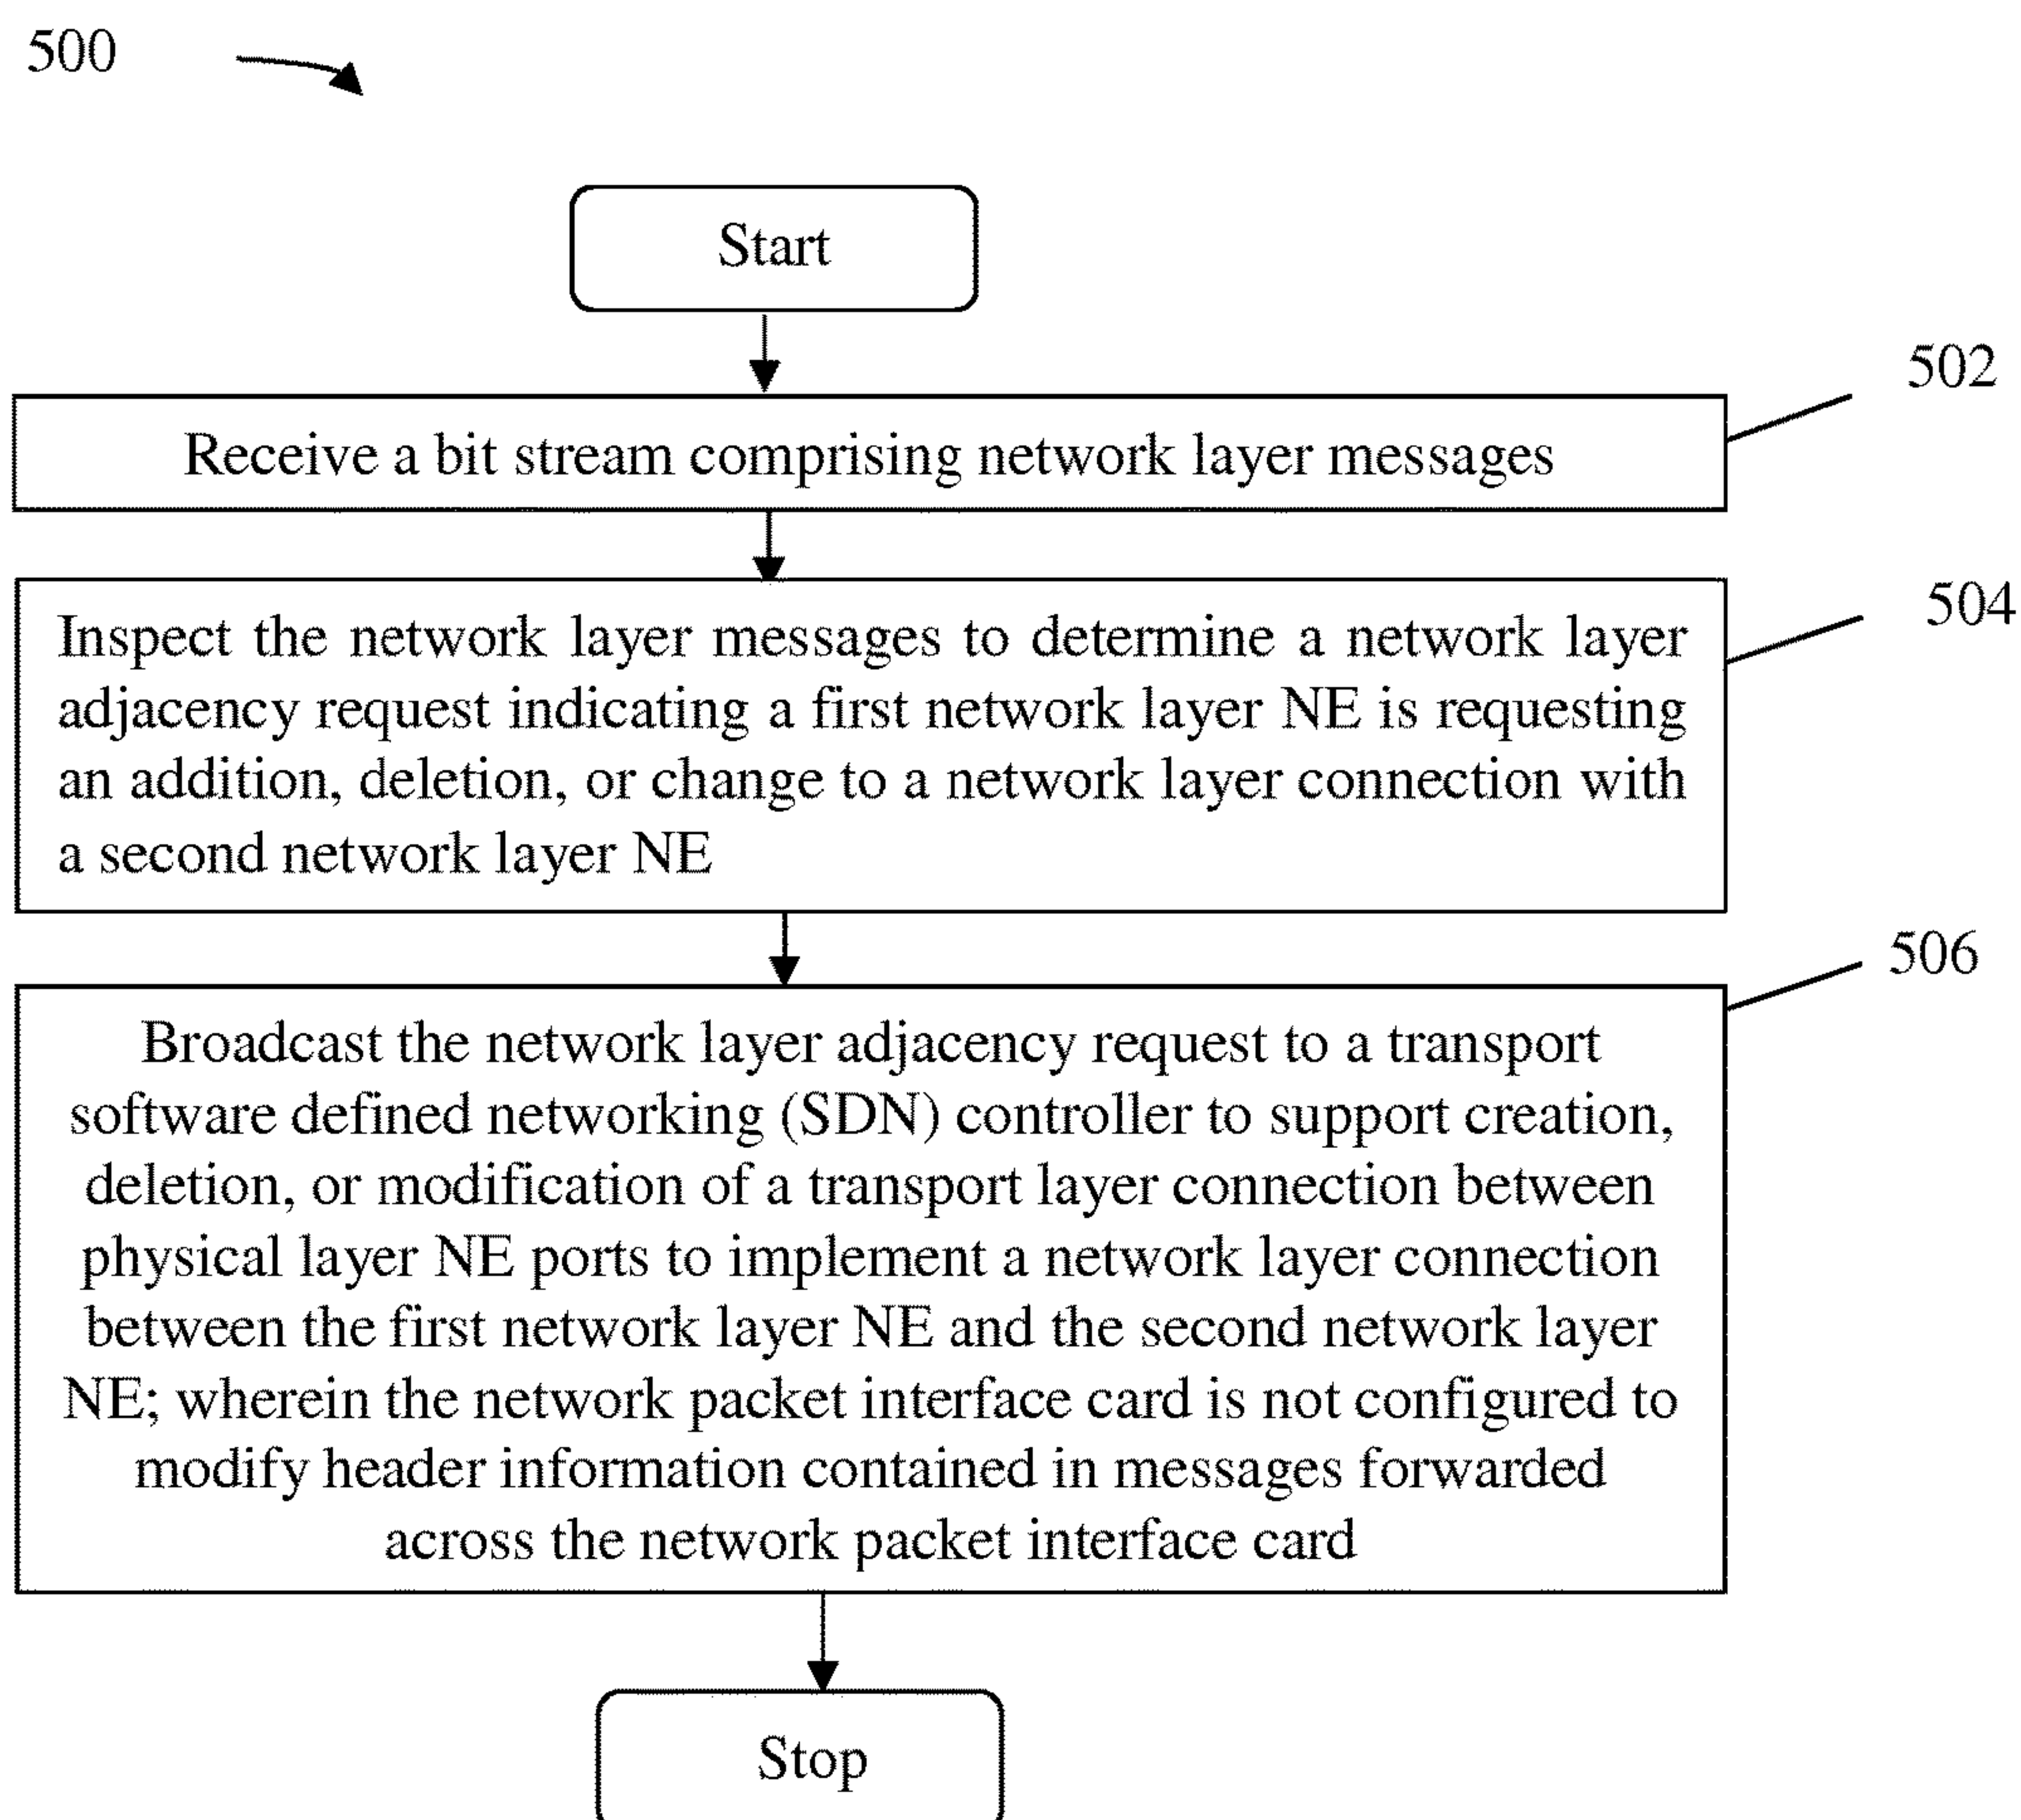 500
Start
502
Receive a bit stream comprising network layer messages
504
Inspect the network layer messages to determine a network layer
adjacency request indicating a first network layer NE is requesting
an addition, deletion, or change to a network layer connection with
a second network layer NE
506
Broadcast the network layer adjacency request to a transport
software defined networking (SDN) controller to support creation,
deletion, or modification of a transport layer connection between
physical layer NE ports to implement a network layer connection
between the first network layer NE and the second network layer
NE; wherein the network packet interface card is not configured to
modify header information contained in messages forwarded
across the network packet interface card
Stop